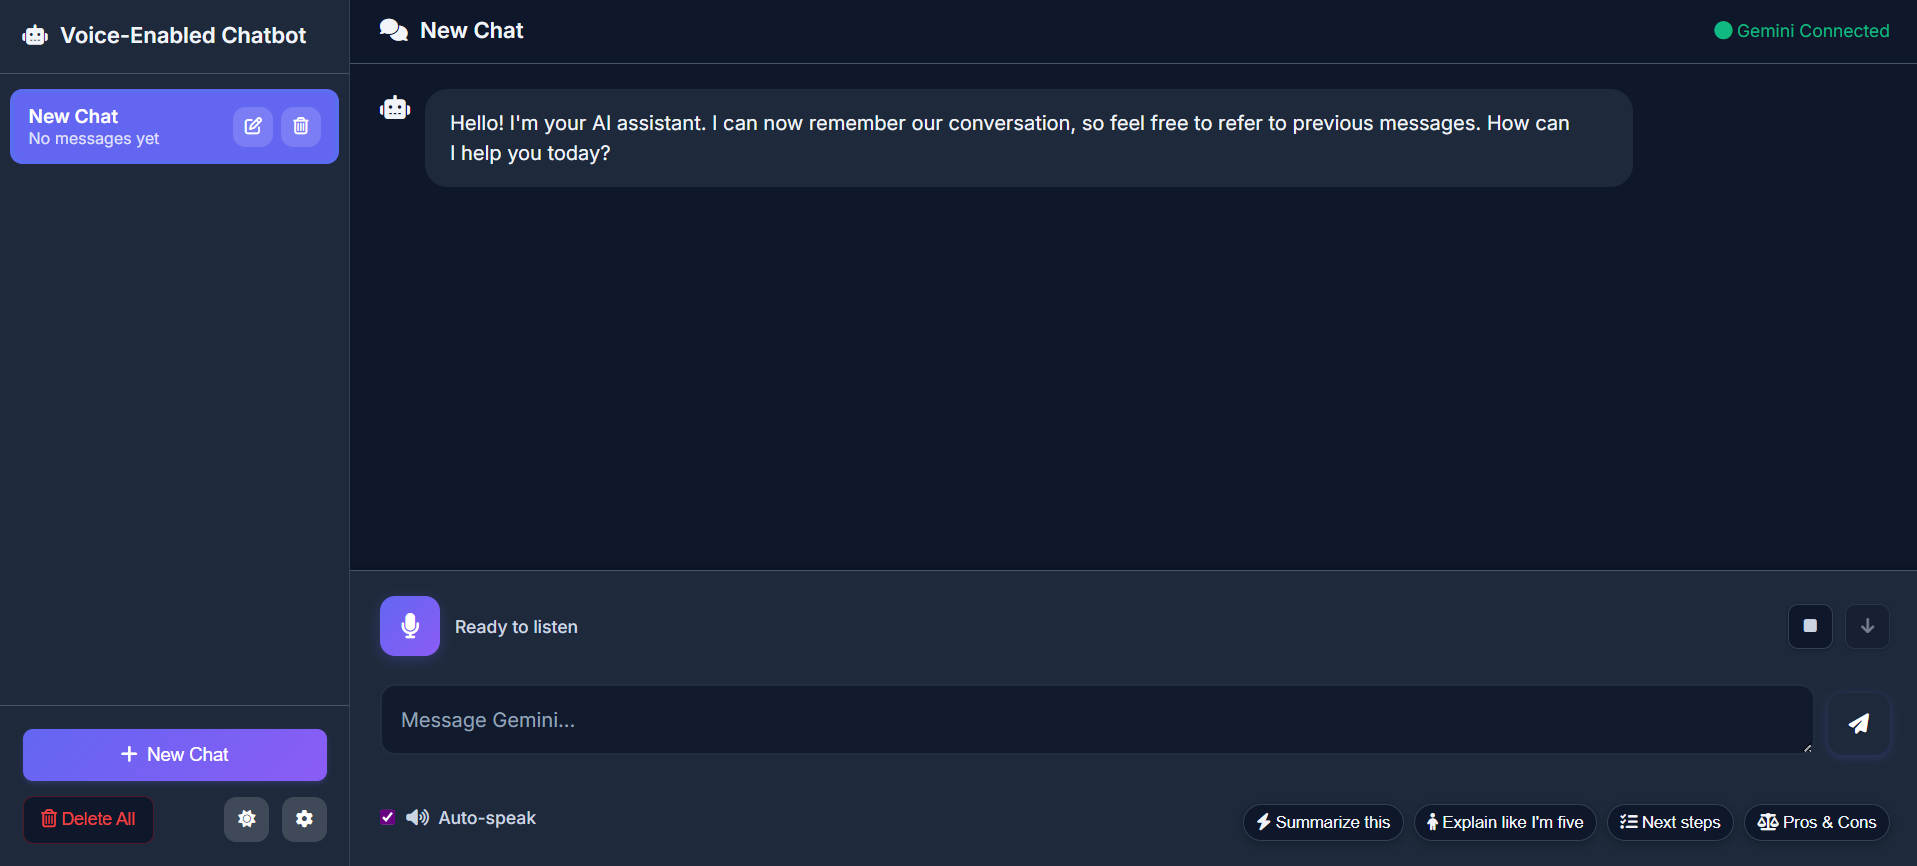 Voice-Enabled Chatbot
New Chat
No messages yet
New Chat
Delete All
New Chat
Gemini Connected
Hello! I'm your AI assistant. I can now remember our conversation, so feel free to refer to previous messages. How can
I help you today?
Ready to listen
Message Gemini...
Auto-speak
Summarize this
Explain like I'm five
Next steps
Pros & Cons